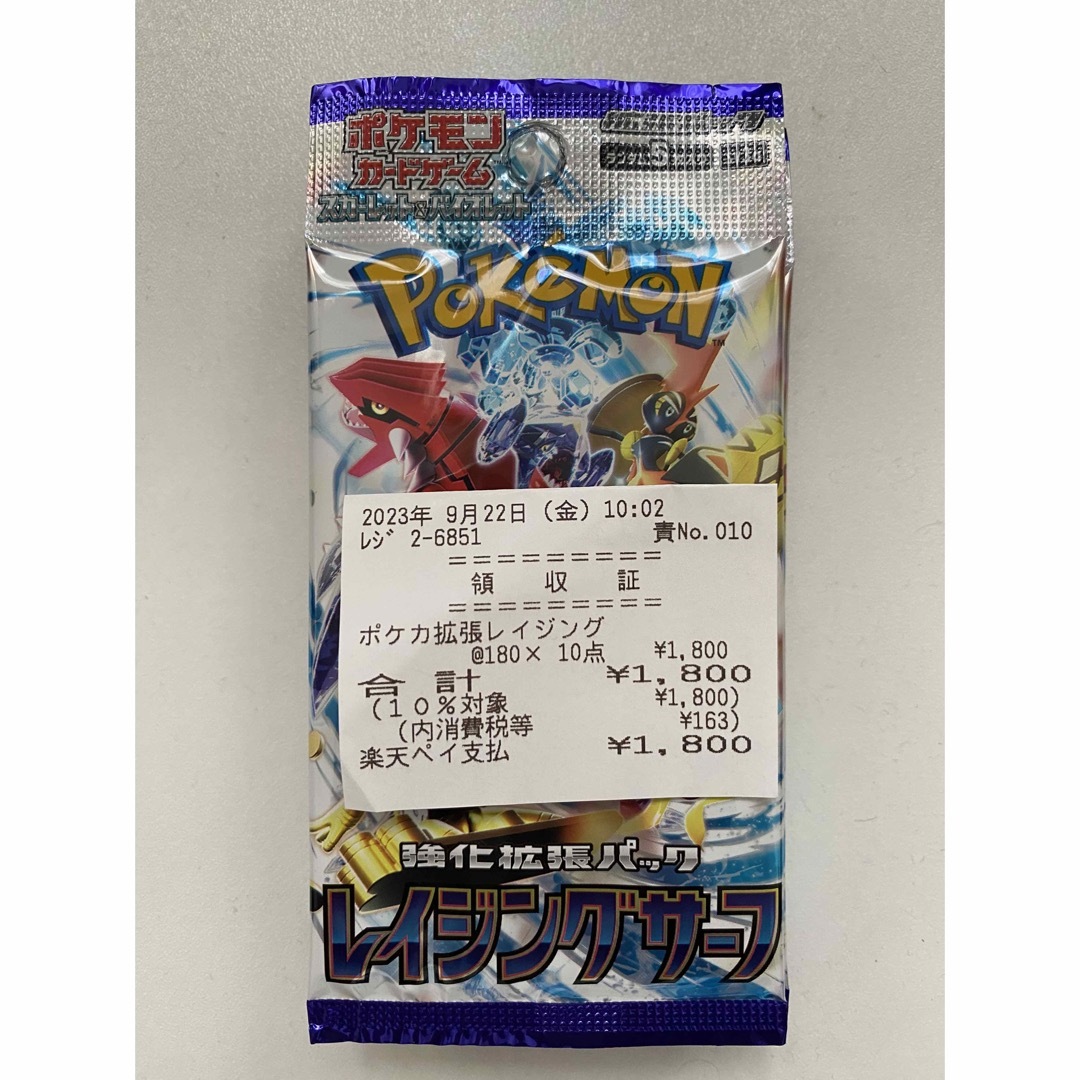 ポケモン
カードゲーム
スカーレット&バイオレット
POKéMON
TM
2023年 9月22日(金) 10:02
レジ 2-6851 責No.010
=========
領 収 証
=========
ポケカ拡張レイジング
@180× 10点 ¥1,800
合 計 ¥1,800
(10%対象 ¥1,800)
(内消費税等 ¥163)
楽天ペイ支払 ¥1,800
強化拡張パック
レイジングサーフ